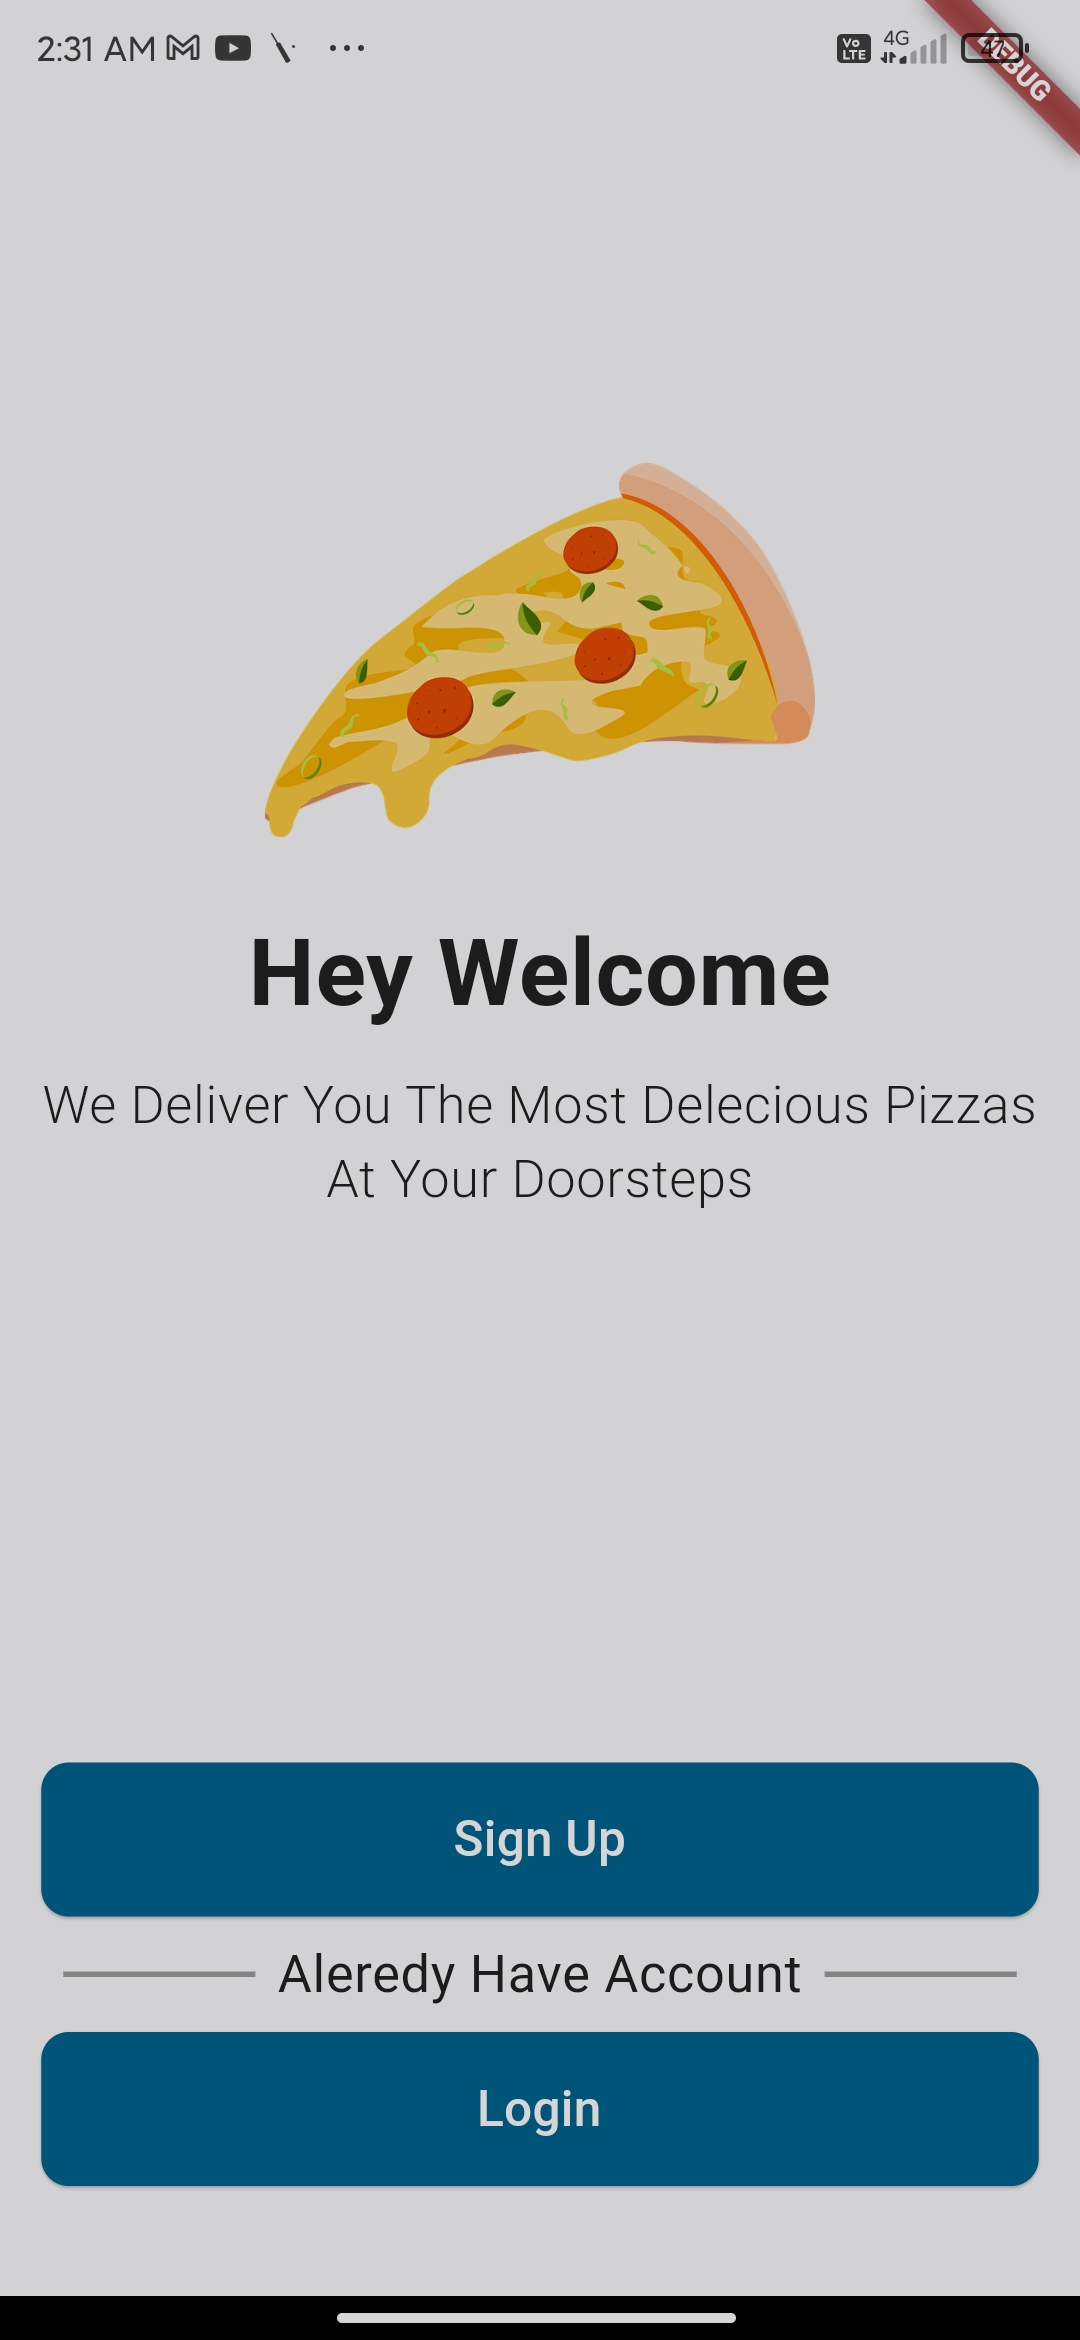 2:31 AM
Vo
LTE
4G
47
DEBUG
Hey Welcome
We Deliver You The Most Delecious Pizzas
At Your Doorsteps
Sign Up
Aleredy Have Account
Login